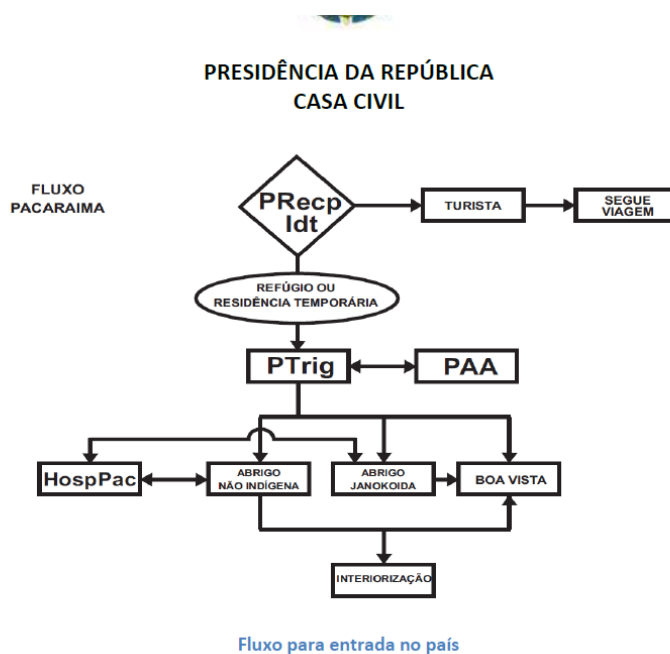 PRESIDÊNCIA DA REPÚBLICA
CASA CIVIL
FLUXO
PACARAIMA
PRecp
Idt
TURISTA
SEGUE
VIAGEM
REFÚGIO OU
RESIDÊNCIA TEMPORÁRIA
PTrig
PAA
HospPac
ABRIGO
NÃO INDÍGENA
ABRIGO
JANOKOIDA
BOA VISTA
INTERIORIZAÇÃO
Fluxo para entrada no país